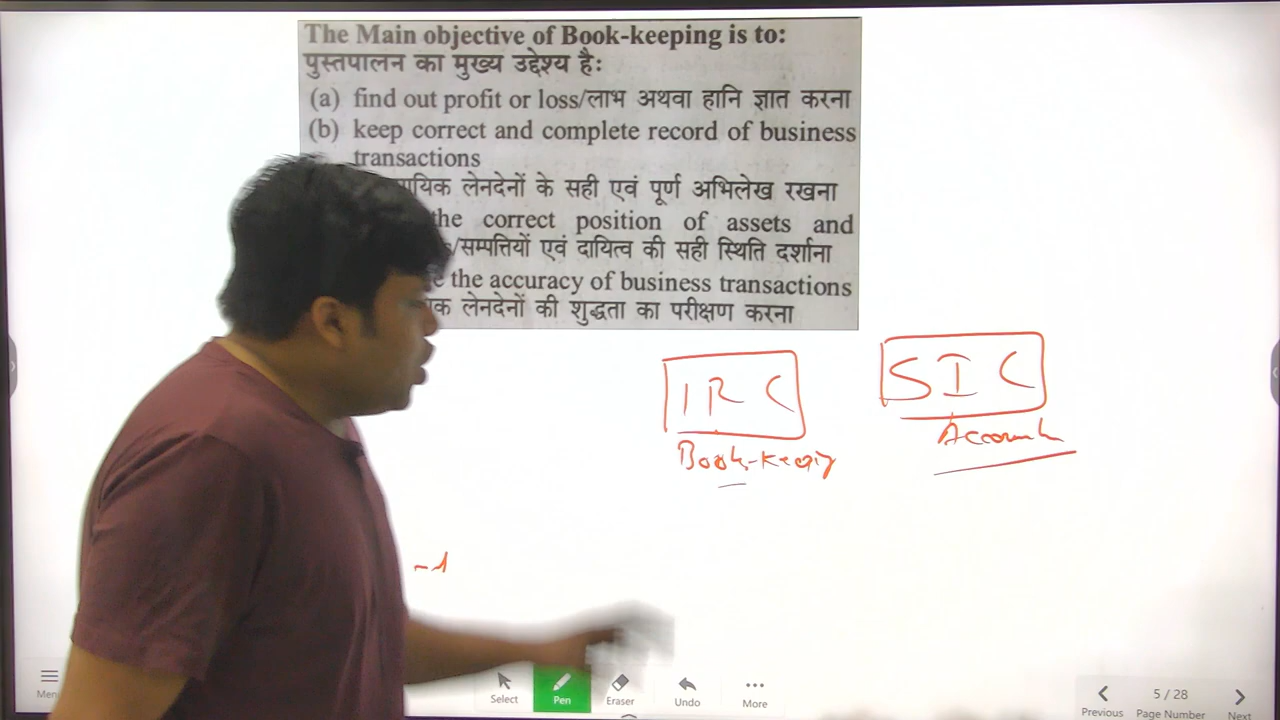 The Main objective of Book-keeping is to:
पुस्तपालन का मुख्य उद्देश्य हैः
(a) find out profit or loss/लाभ अथवा हानि ज्ञात करना
(b) keep correct and complete record of business
transactions
लेनदेनों के सही एवं पूर्ण अभिलेख रखना
the correct position of assets and
/सम्पत्तियों एवं दायित्व की सही स्थिति दर्शाना
the accuracy of business transactions
लेनदेनों की शुद्धता का परीक्षण करना
IRC
SIC
Book-keeping
Select
Pen
Eraser
Undo
More
5 / 28
Previous
Page Number
Next